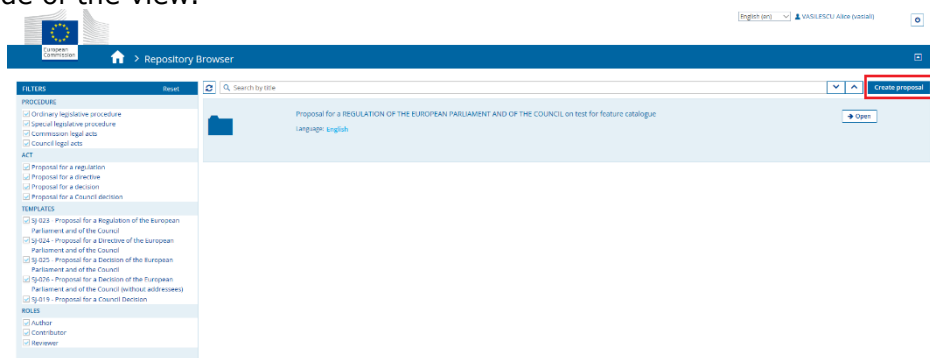 de of the view.
English (en) VASILESCU Alice (vasiali)
European
Commission
> Repository Browser
FILTERS Reset
Search by title
Create proposal
PROCEDURE
Ordinary legislative procedure
Special legislative procedure
Commission legal acts
Council legal acts
ACT
Proposal for a regulation
Proposal for a directive
Proposal for a decision
Proposal for a Council decision
TEMPLATES
SJ-023 - Proposal for a Regulation of the European
Parliament and of the Council
SJ-024 - Proposal for a Directive of the European
Parliament and of the Council
SJ-025 - Proposal for a Decision of the European
Parliament and of the Council
SJ-026 - Proposal for a Decision of the European
Parliament and of the Council (without addressees)
SJ-019 - Proposal for a Council Decision
ROLES
Author
Contributor
Reviewer
Proposal for a REGULATION OF THE EUROPEAN PARLIAMENT AND OF THE COUNCIL on test for feature catalogue
Language: English
Open